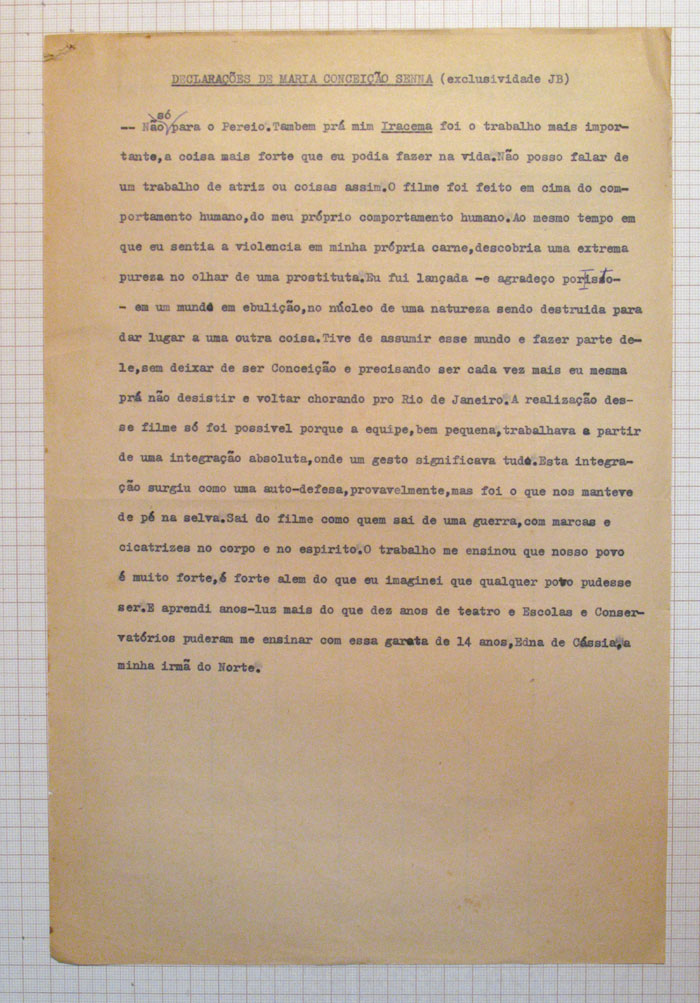 DECLARAÇÕES DE MARIA CONCEIÇÃO SENNA (exclusividade JB)
-- Não só para o Pereio.Tambem prá mim Iracema foi o trabalho mais impor-
tante,a coisa mais forte que eu podia fazer na vida.Não posso falar de
um trabalho de atriz ou coisas assim.O filme foi feito em cima do com-
portamento humano,do meu próprio comportamento humano.Ao mesmo tempo em
que eu sentia a violencia em minha própria carne,descobria uma extrema
pureza no olhar de uma prostituta.Eu fui lançada -e agradeço por isto-
- em um mundo em ebulição,no núcleo de uma natureza sendo destruida para
dar lugar a uma outra coisa.Tive de assumir esse mundo e fazer parte de-
le,sem deixar de ser Conceição e precisando ser cada vez mais eu mesma
prá não desistir e voltar chorando pro Rio de Janeiro.A realização des-
se filme só foi possivel porque a equipe,bem pequena,trabalhava a partir
de uma integração absoluta,onde um gesto significava tudo.Esta integra-
ção surgiu como uma auto-defesa,provavelmente,mas foi o que nos manteve
de pé na selva.Sai do filme como quem sai de uma guerra,com marcas e
cicatrizes no corpo e no espirito.O trabalho me ensinou que nosso povo
é muito forte,é forte alem do que eu imaginei que qualquer povo pudesse
ser.E aprendi anos-luz mais do que dez anos de teatro e Escolas e Conser-
vatórios puderam me ensinar com essa garota de 14 anos,Edna de Cássia,a
minha irmã do Norte.